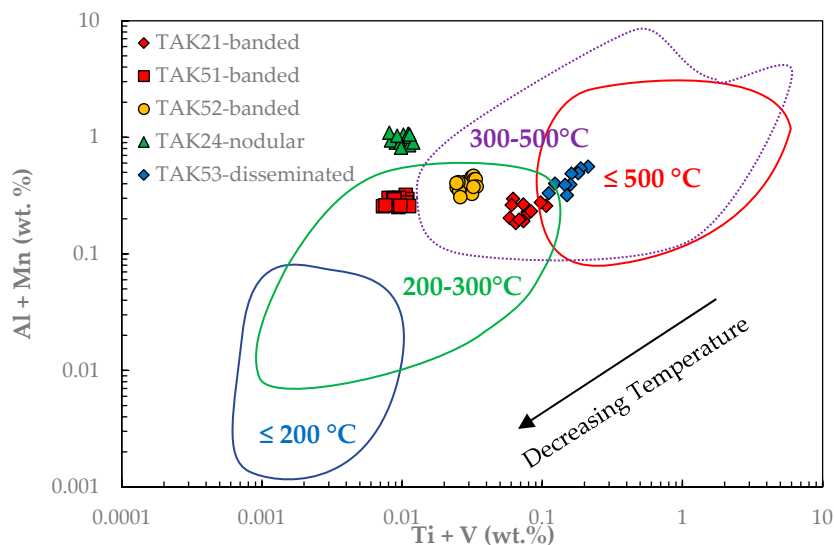 10
1
0.1
0.01
0.001
Al + Mn (wt. %)
TAK21-banded
TAK51-banded
TAK52-banded
TAK24-nodular
TAK53-disseminated
300-500°C
≤ 500 °C
200-300°C
≤ 200 °C
Decreasing Temperature
0.0001 0.001 0.01 0.1 1 10
Ti + V (wt.%)